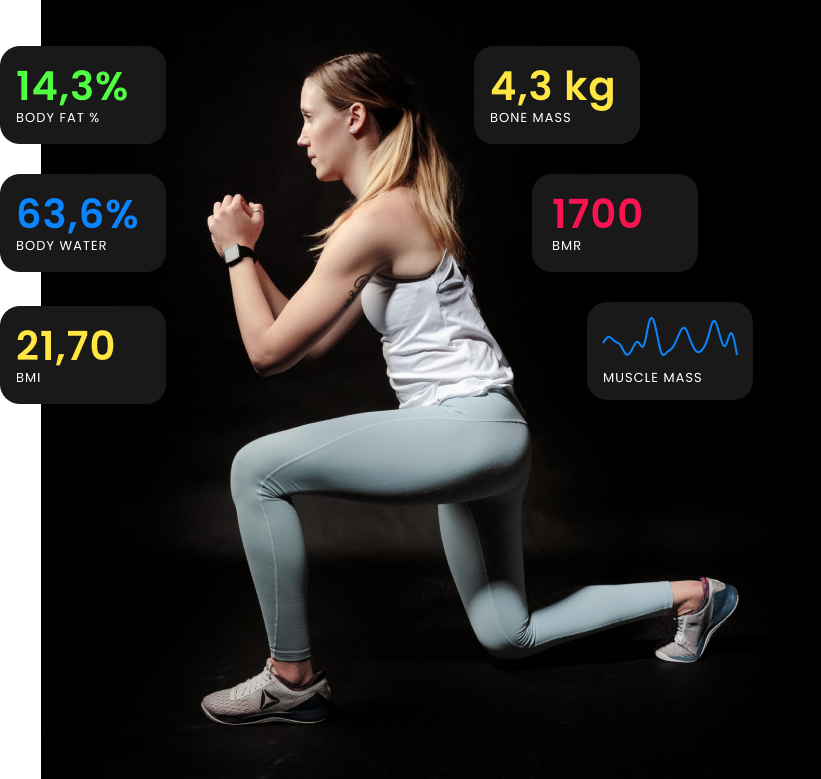 14,3%
BODY FAT %
4,3 kg
BONE MASS
63,6%
BODY WATER
1700
BMR
21,70
BMI
MUSCLE MASS